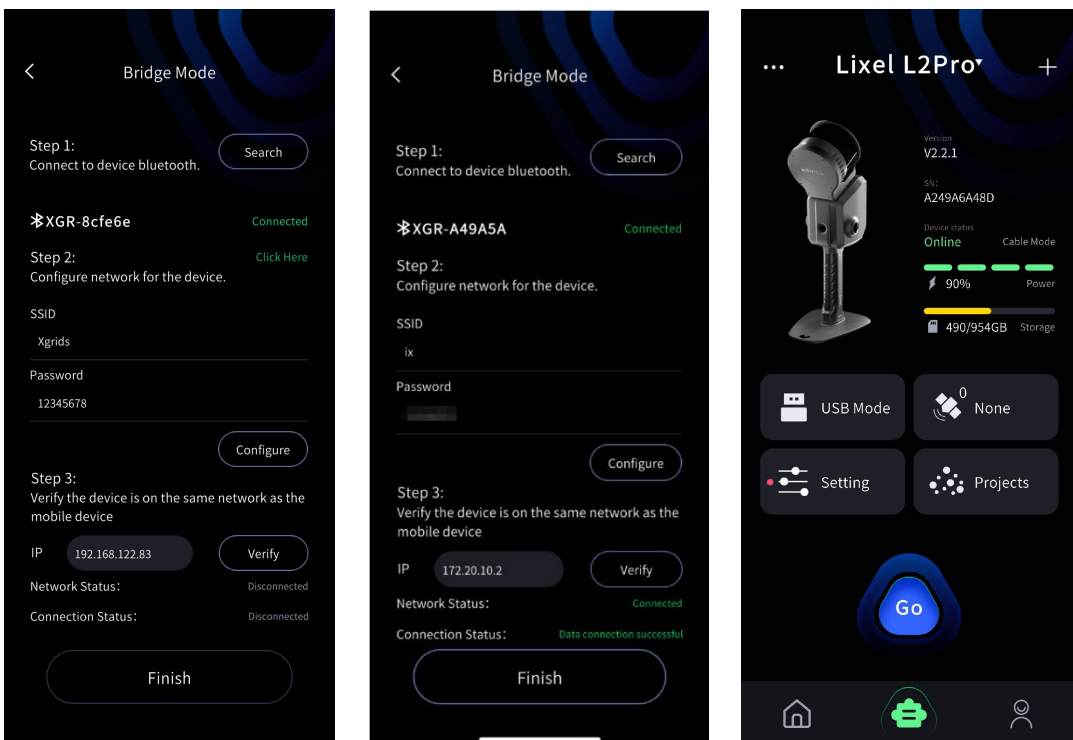 Bridge Mode
Step 1:
Connect to device bluetooth.
Search
XGR-8cfe6e
Connected
Step 2:
Click Here
Configure network for the device.
SSID
Xgrids
Password
12345678
Configure
Step 3:
Verify the device is on the same network as the
mobile device
IP
192.168.122.83
Verify
Network Status:
Disconnected
Connection Status:
Disconnected
Finish
Bridge Mode
Step 1:
Connect to device bluetooth.
Search
XGR-A49A5A
Connected
Step 2:
Configure network for the device.
SSID
ix
Password
Configure
Step 3:
Verify the device is on the same network as the
mobile device
IP
172.20.10.2
Verify
Network Status:
Connected
Connection Status:
Data connection successful
Finish
Lixel L2Pro
Version
V2.2.1
SN:
A249A6A48D
Device status
Online
Cable Mode
90%
Power
490/954GB
Storage
USB Mode
0
None
Setting
Projects
Go